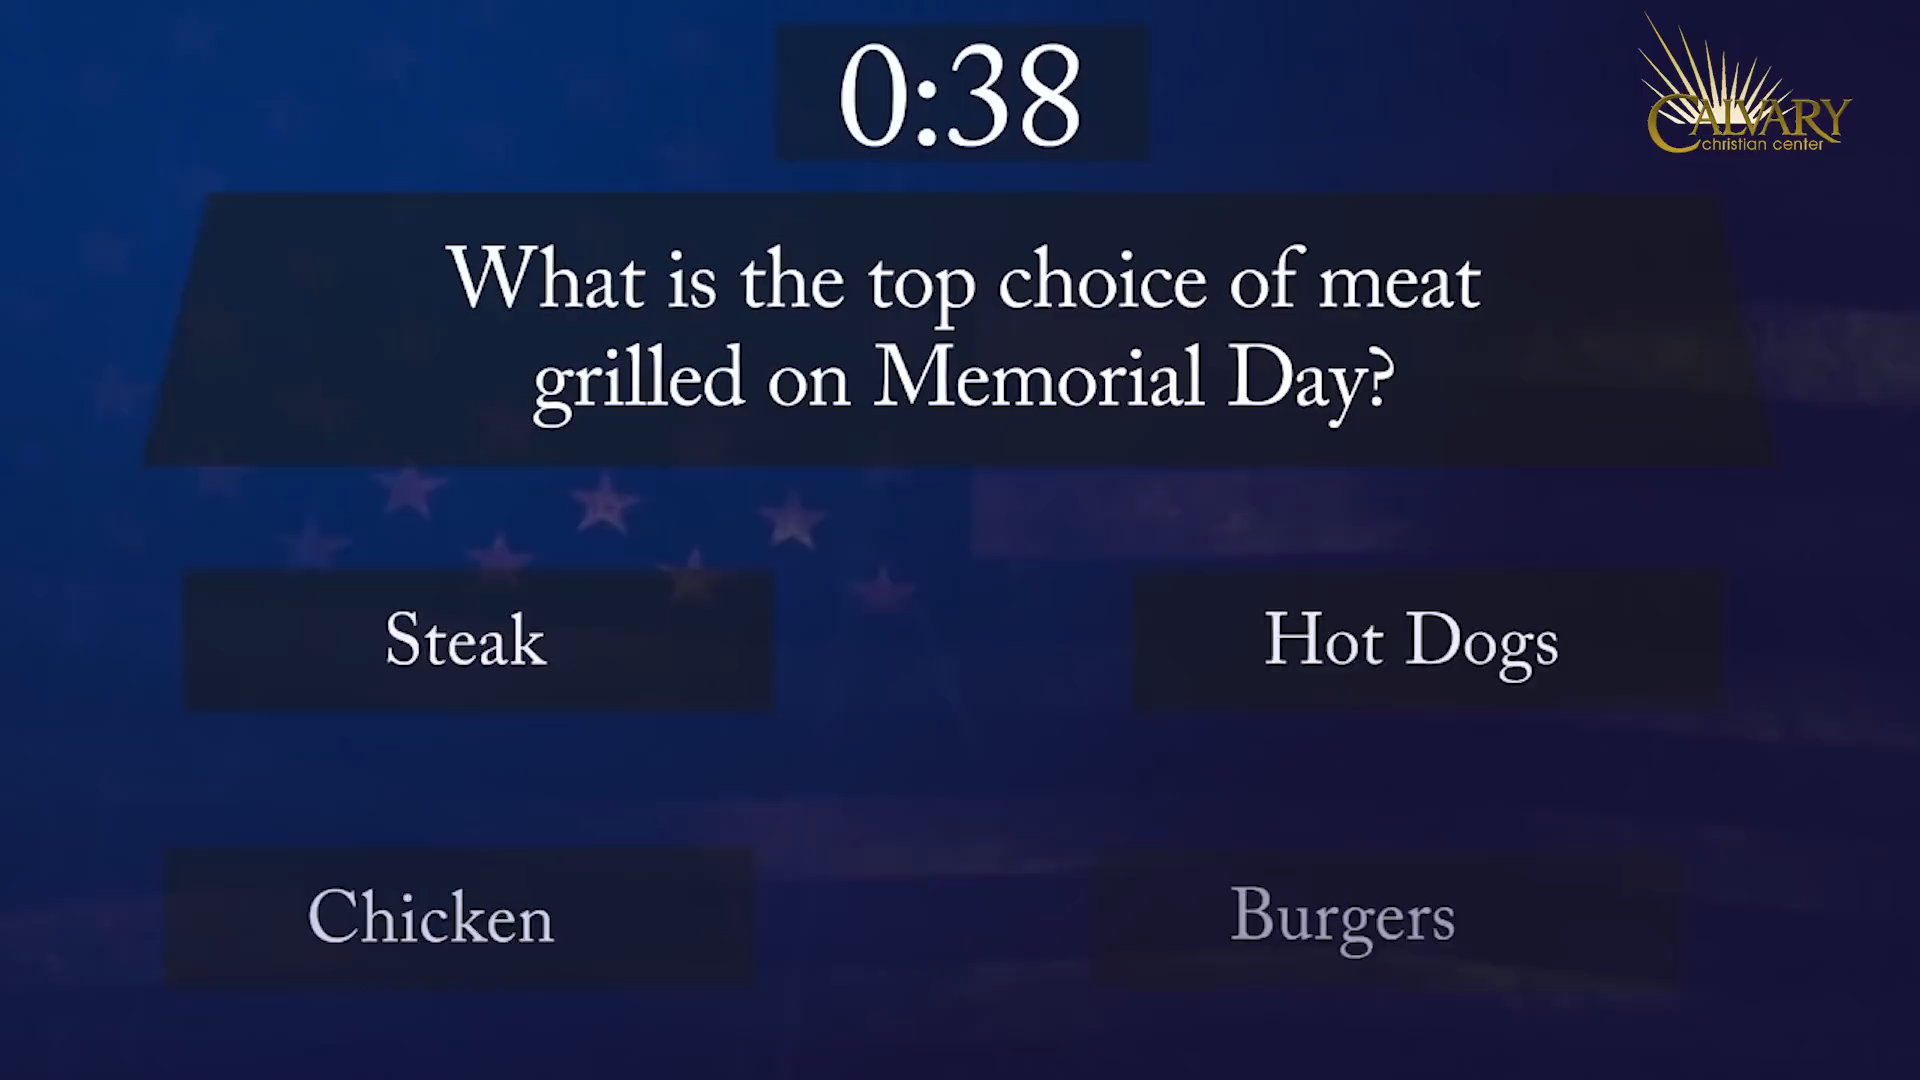 0:38
CALVARY
christian center
What is the top choice of meat
grilled on Memorial Day?
Steak
Hot Dogs
Chicken
Burgers